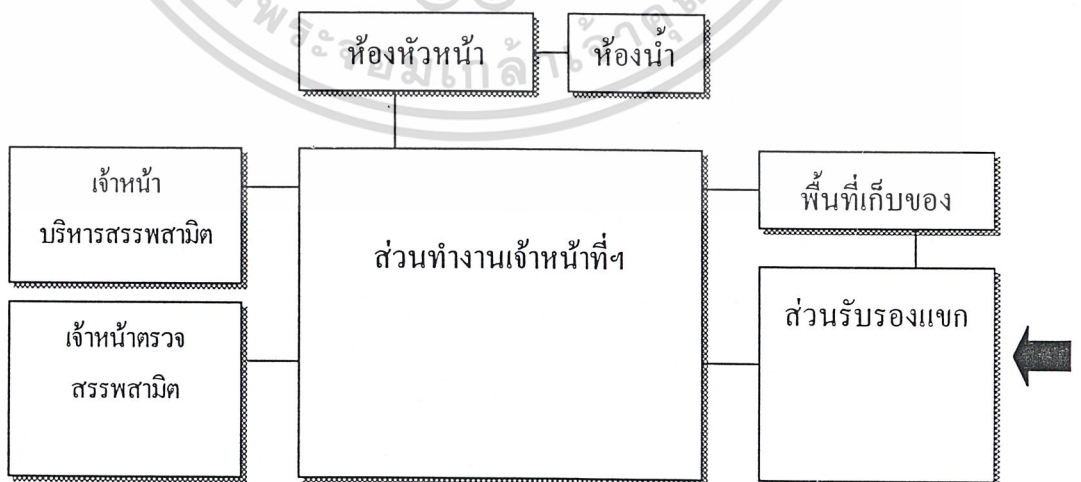 ห้องหัวหน้า
ห้องน้ำ
เจ้าหน้า
บริหารสรรพสามิต
ส่วนทำงานเจ้าหน้าที่ฯ
พื้นที่เก็บของ
เจ้าหน้าตรวจ
สรรพสามิต
ส่วนรับรองแขก